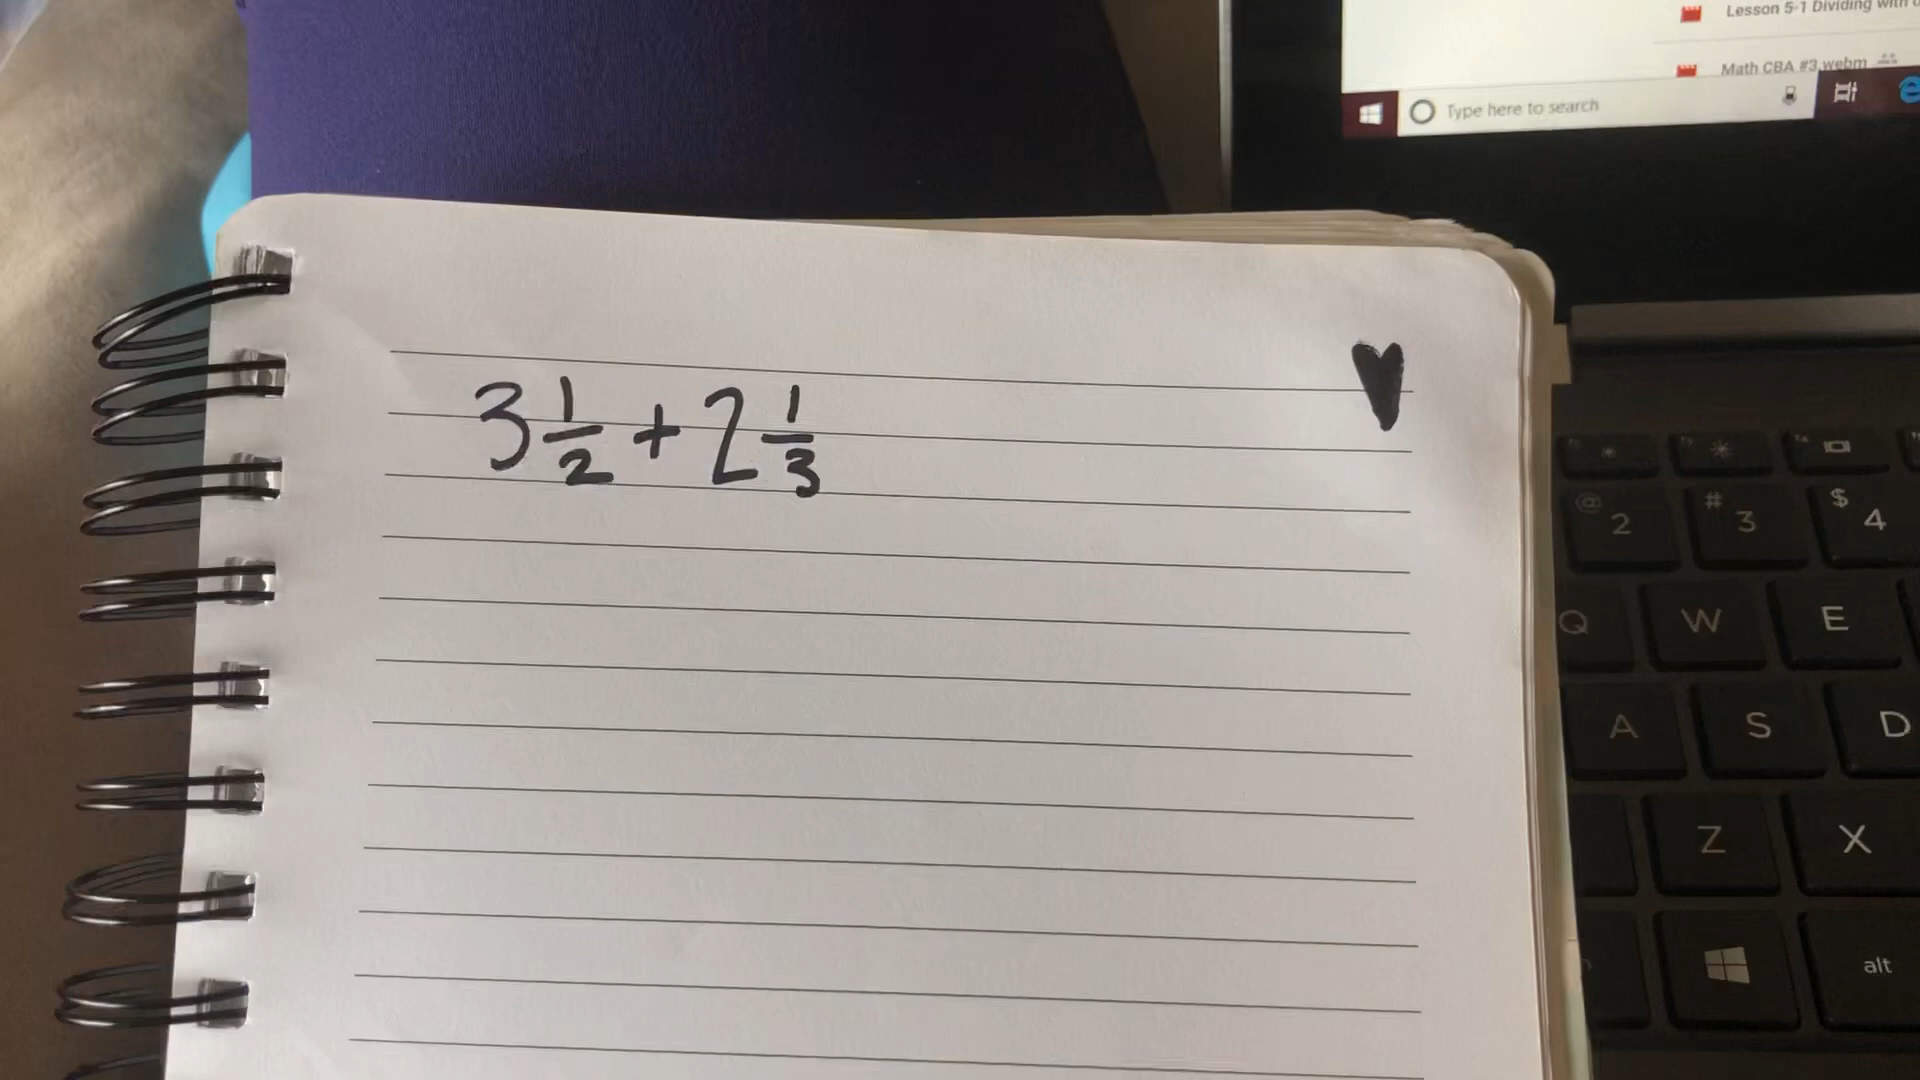 Lesson 5-1 Dividing with
Math CBA #3.webm
Type here to search
3 1/2 + 2 1/3
@ 2 # 3 $ 4
Q W E
A S D
Z X
alt